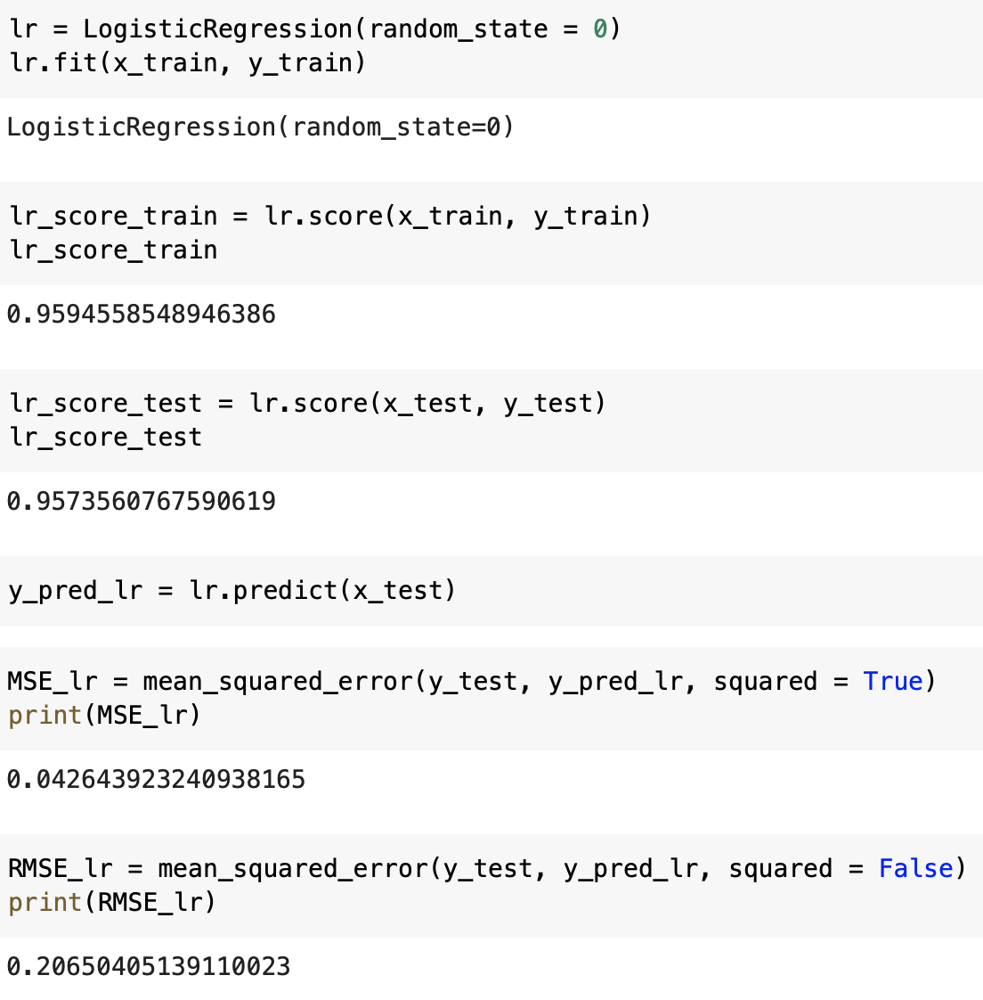 lr = LogisticRegression(random_state = 0)
lr.fit(x_train, y_train)
LogisticRegression(random_state=0)
lr_score_train = lr.score(x_train, y_train)
lr_score_train
0.9594558548946386
lr_score_test = lr.score(x_test, y_test)
lr_score_test
0.9573560767590619
y_pred_lr = lr.predict(x_test)
MSE_lr = mean_squared_error(y_test, y_pred_lr, squared = True)
print(MSE_lr)
0.042643923240938165
RMSE_lr = mean_squared_error(y_test, y_pred_lr, squared = False)
print(RMSE_lr)
0.20650405139110023